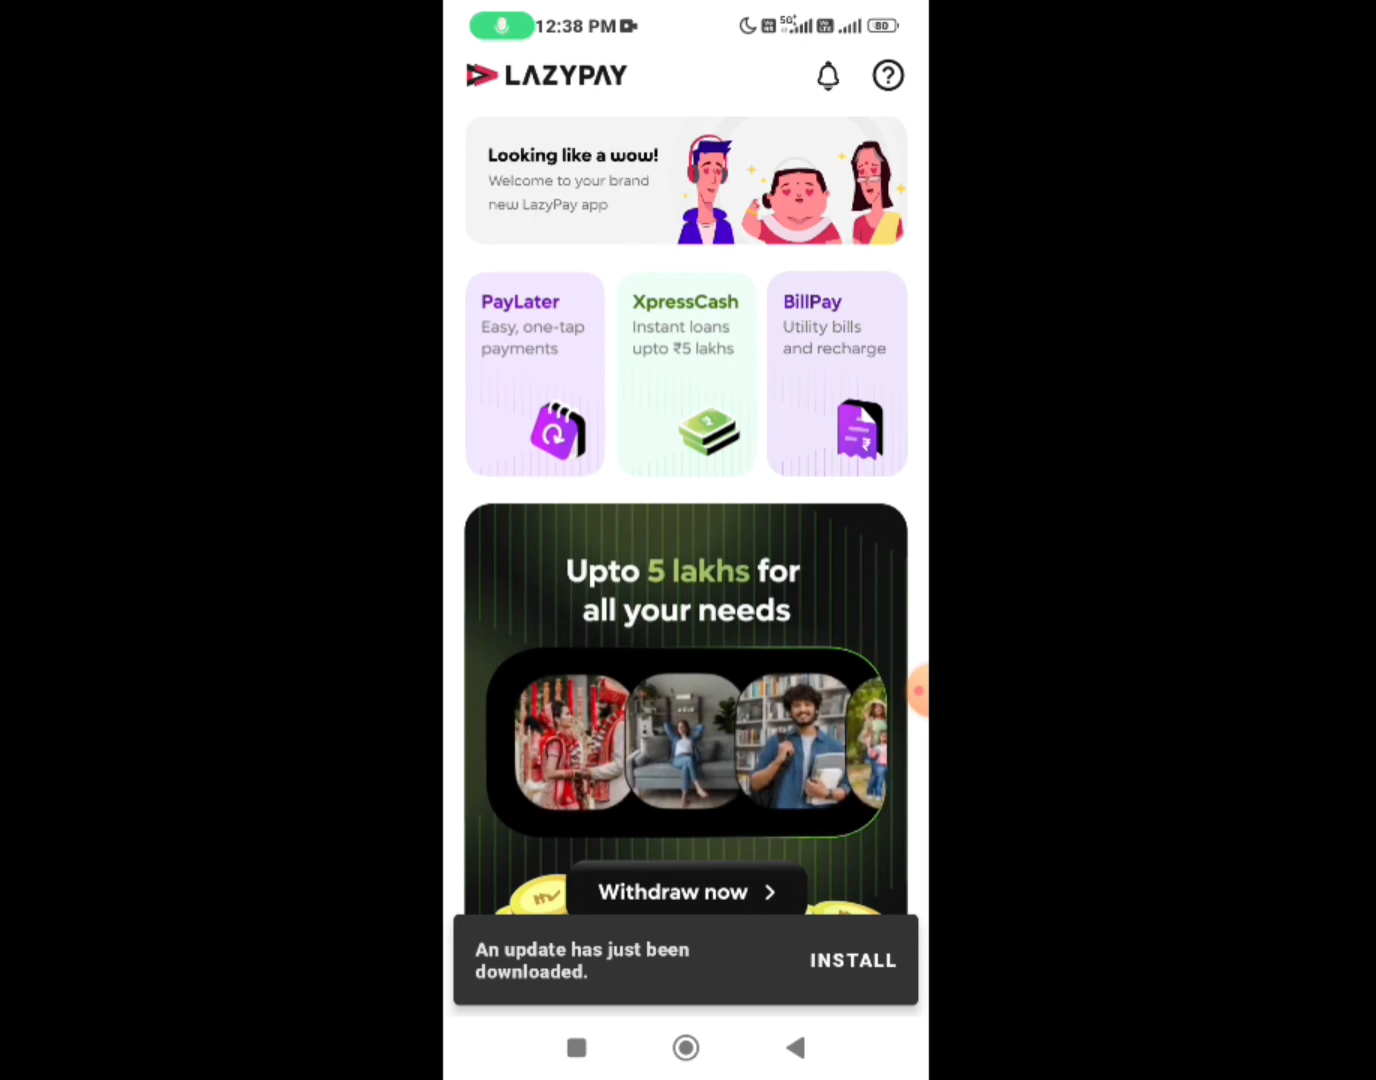 12:38 PM
5G+
80
LAZYPAY
Looking like a wow!
Welcome to your brand
new LazyPay app
PayLater
Easy, one-tap
payments
XpressCash
Instant loans
upto ₹5 lakhs
BillPay
Utility bills
and recharge
Upto 5 lakhs for
all your needs
Withdraw now
An update has just been
downloaded.
INSTALL